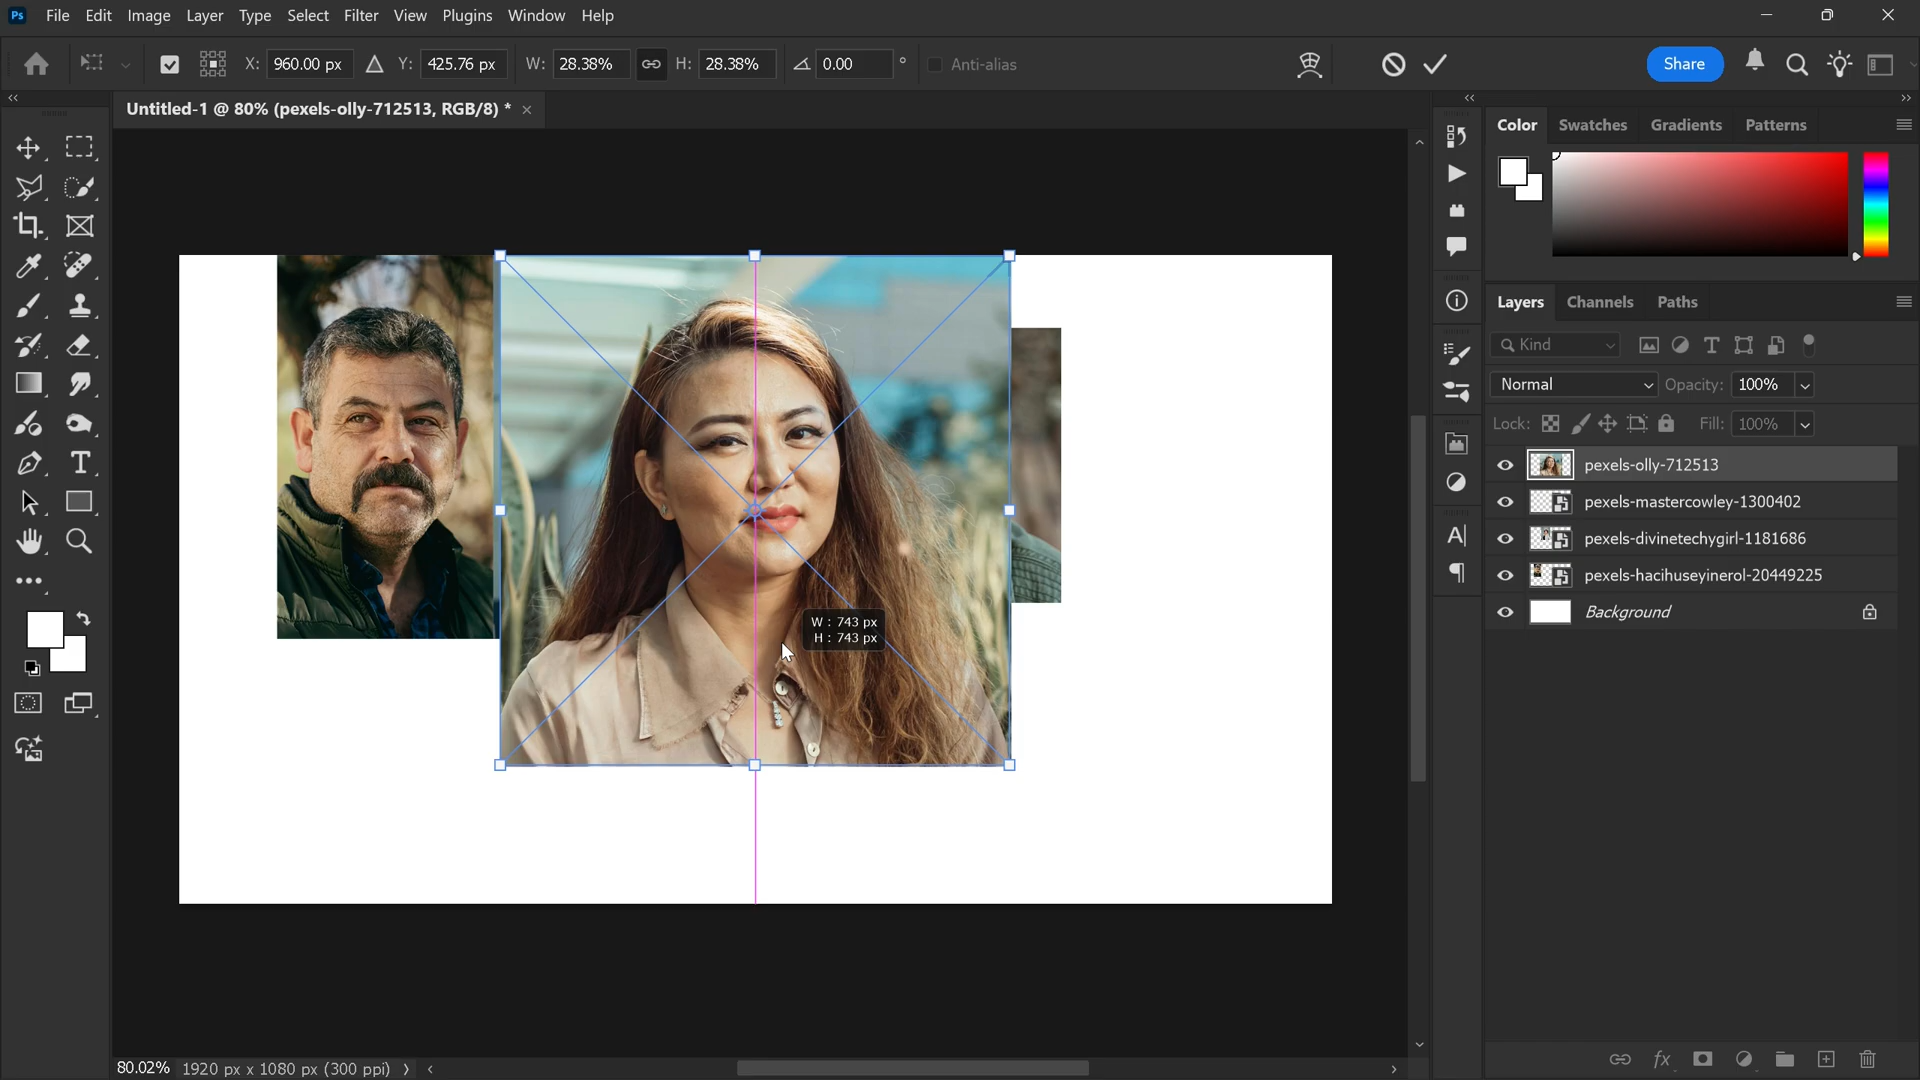 Ps File Edit Image Layer Type Select Filter View Plugins Window Help
X: 960.00 px Y: 425.76 px W: 28.38% H: 28.38% 0.00 ° Anti-alias Share
Untitled-1 @ 80% (pexels-olly-712513, RGB/8) *
Color Swatches Gradients Patterns
Layers Channels Paths
Kind
Normal Opacity: 100%
Lock: Fill: 100%
pexels-olly-712513
pexels-mastercowley-1300402
pexels-divinetechygirl-1181686
pexels-hacihuseyinerol-20449225
Background
W : 743 px
H : 743 px
80.02% 1920 px x 1080 px (300 ppi)